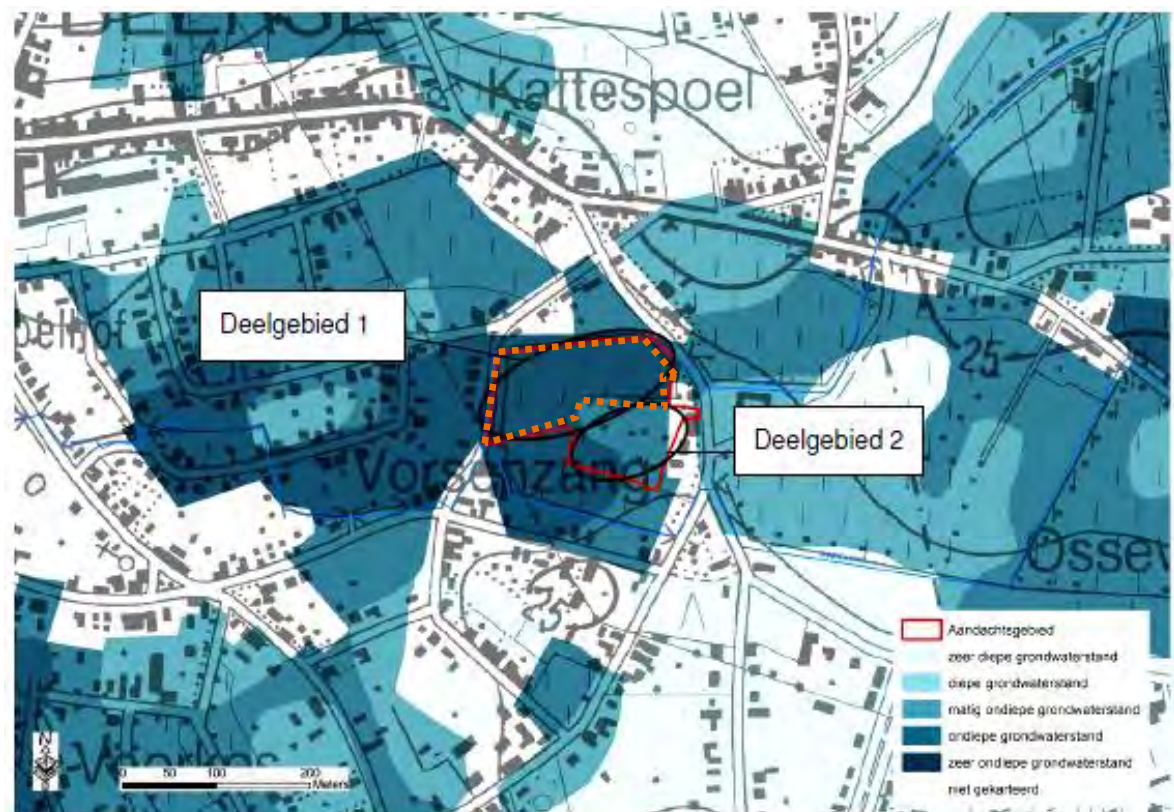 Kattespoel
Deelgebied 1
25
Deelgebied 2
Vorsenzang
25
Aandachtsgebied
zeer diepe grondwaterstand
diepe grondwaterstand
matig ondiepe grondwaterstand
ondiepe grondwaterstand
zeer ondiepe grondwaterstand
niet gekarteerd
N
0 50 100 200
Meters